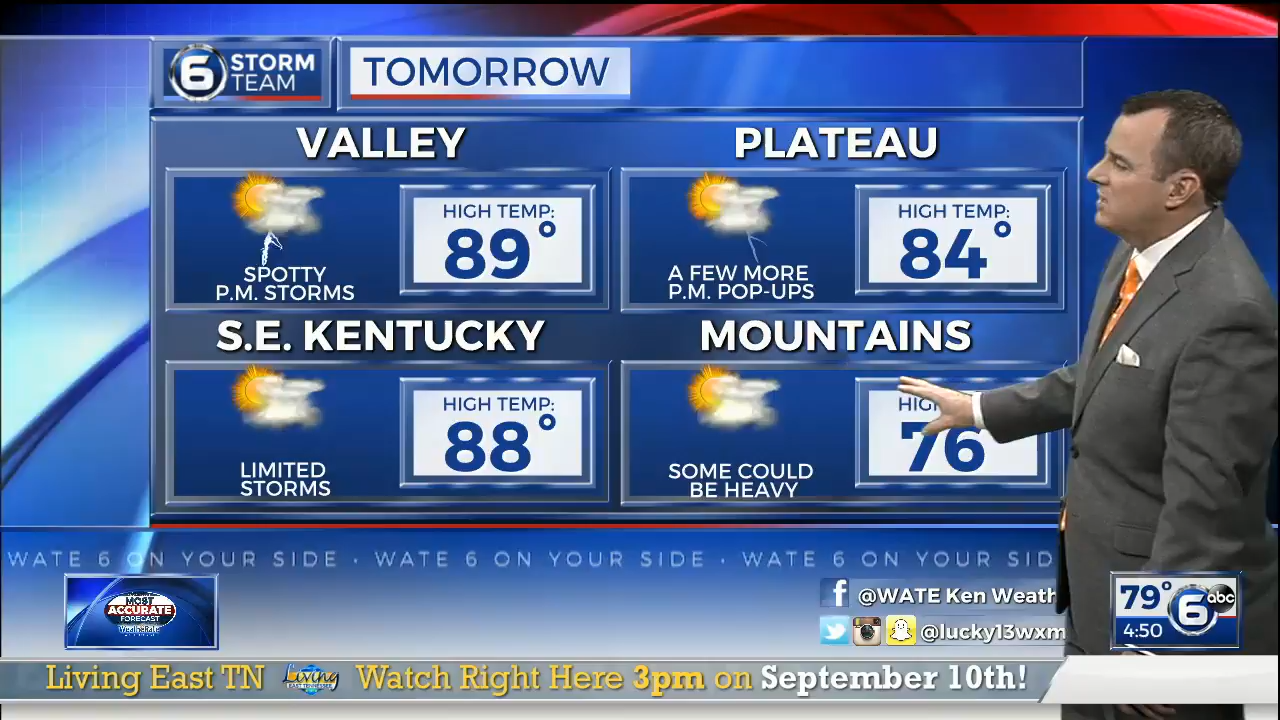 6 STORM TEAM
TOMORROW
VALLEY
SPOTTY
P.M. STORMS
HIGH TEMP:
89°
PLATEAU
A FEW MORE
P.M. POP-UPS
HIGH TEMP:
84°
S.E. KENTUCKY
LIMITED
STORMS
HIGH TEMP:
88°
MOUNTAINS
SOME COULD
BE HEAVY
HIG
76
WATE 6 ON YOUR SIDE · WATE 6 ON YOUR SIDE · WATE 6 ON YOUR SID
MOST
ACCURATE
FORECAST
WeatheRate
f @WATE Ken Weath
@lucky13wxm
79°
4:50
6 abc
Living East TN Living Watch Right Here 3pm on September 10th!